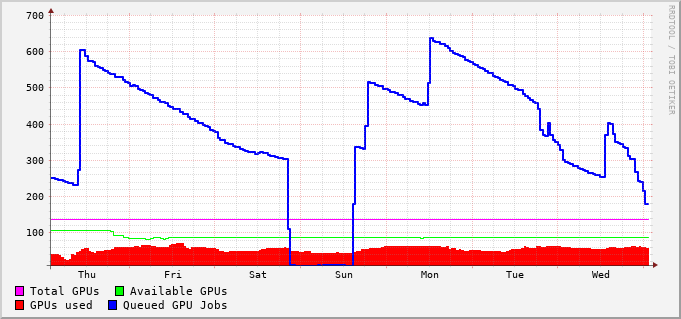 700
600
500
400
300
200
100
Thu Fri Sat Sun Mon Tue Wed
Total GPUs Available GPUs
GPUs used Queued GPU Jobs
RRDTOOL / TOBI OETIKER